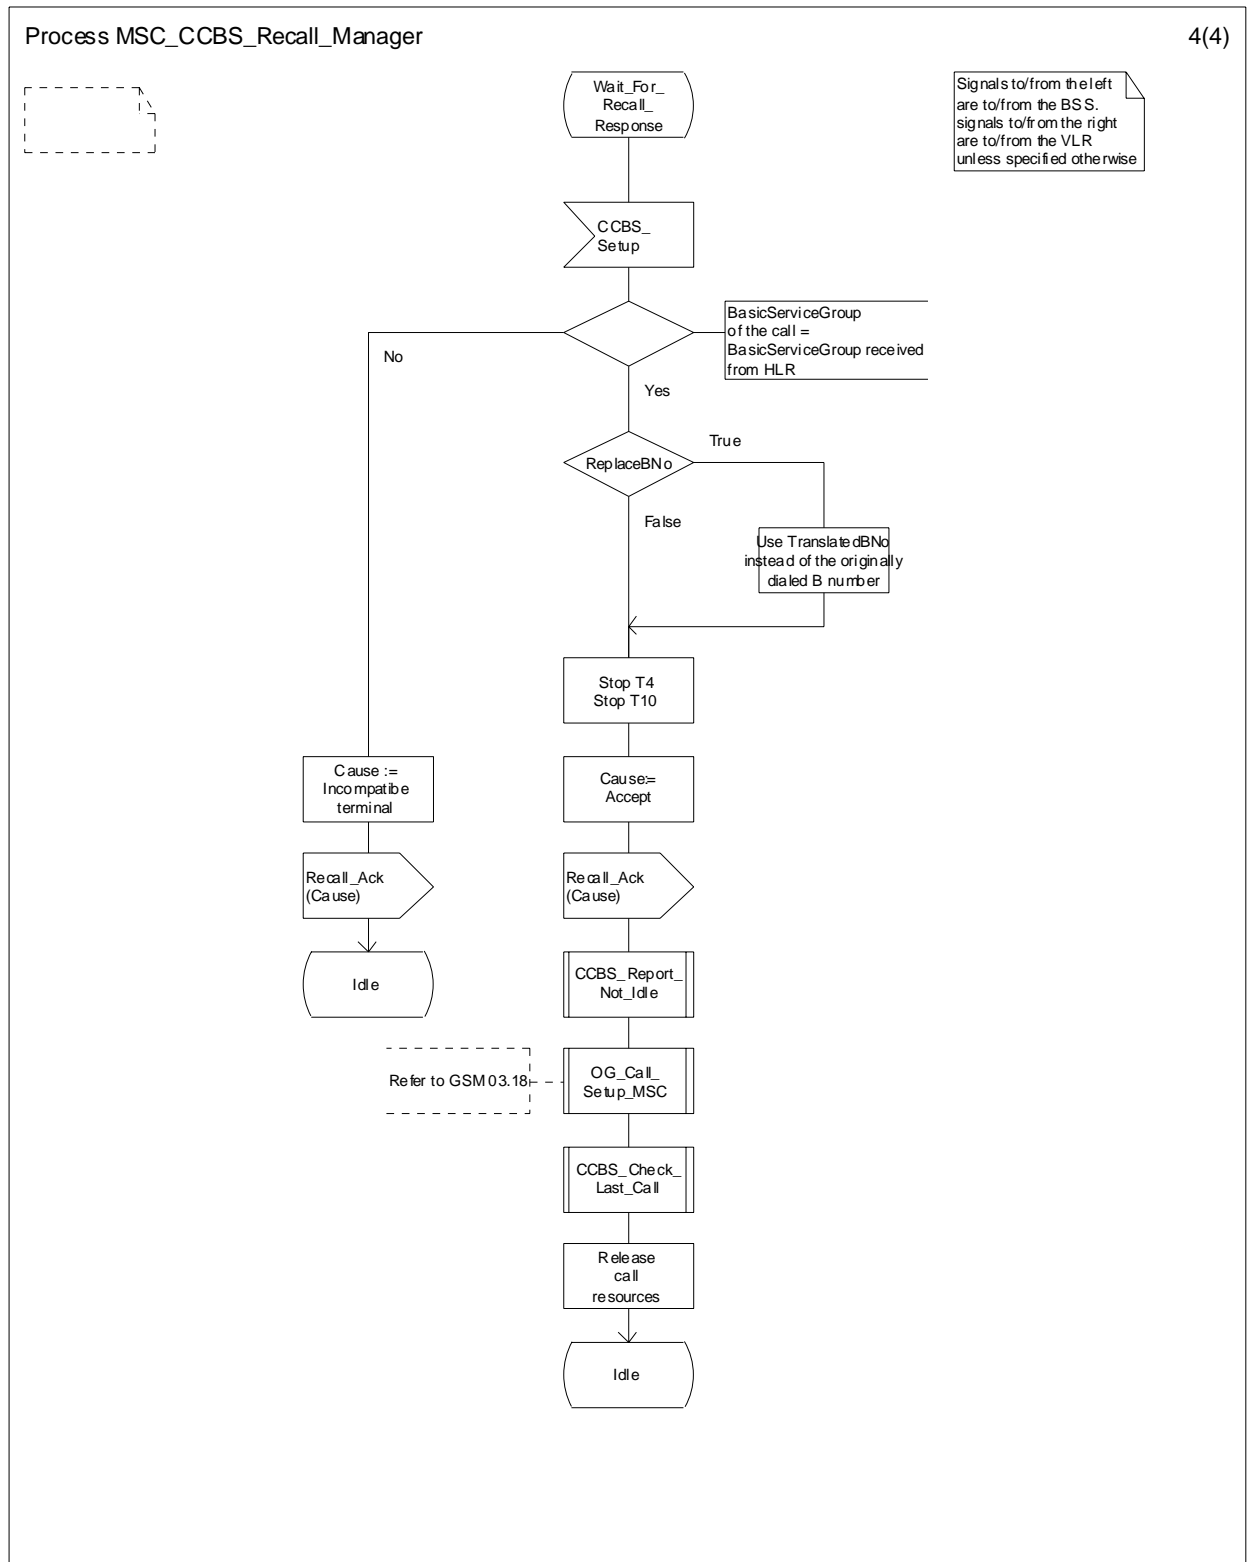 Process MSC_CCBS_Recall_Manager
4(4)
Wait_For_
Recall_
Response
Signals to/from the left
are to/from the BSS.
signals to/from the right
are to/from the VLR
unless specified otherwise
CCBS_
Setup
BasicServiceGroup
of the call =
BasicServiceGroup received
from HLR
No
Yes
True
ReplaceBNo
False
Use TranslatedBNo
instead of the originally
dialed B number
Stop T4
Stop T10
Cause :=
Incompatibe
terminal
Cause:=
Accept
Recall_Ack
(Cause)
Recall_Ack
(Cause)
Idle
CCBS_Report_
Not_Idle
Refer to GSM 03.18
OG_Call_
Setup_MSC
CCBS_Check_
Last_Call
Release
call
resources
Idle